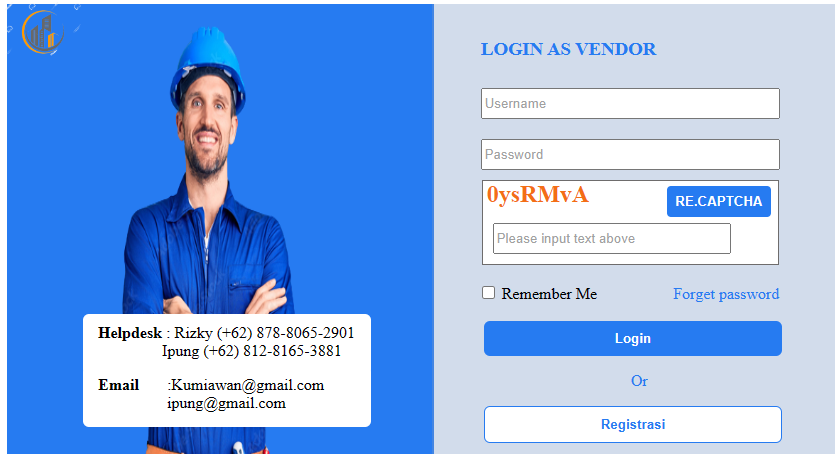 LOGIN AS VENDOR
Username
Password
0ysRMvA
RE.CAPTCHA
Please input text above
Remember Me
Forget password
Login
Or
Registrasi
Helpdesk : Rizky (+62) 878-8065-2901
Ipung (+62) 812-8165-3881
Email :Kumiawan@gmail.com
ipung@gmail.com